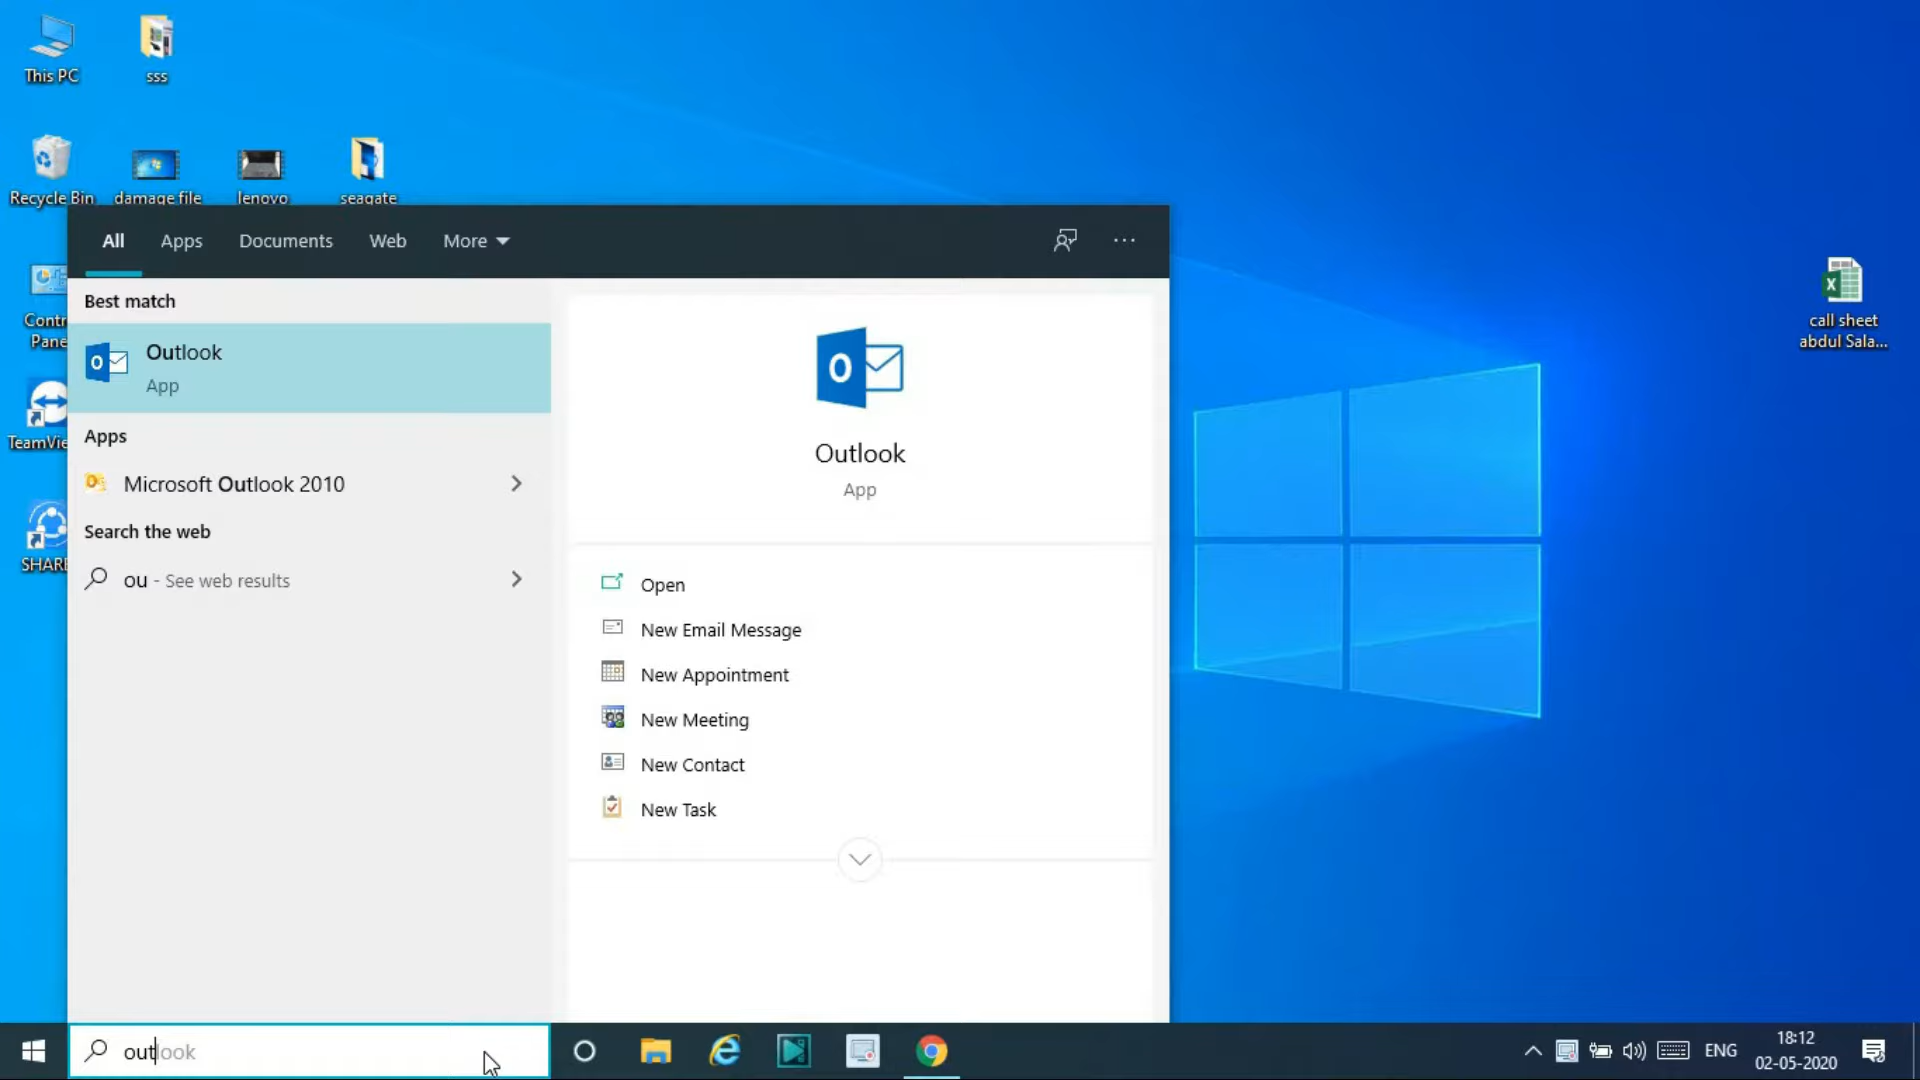 This PC
sss
Recycle Bin
damage file
lenovo
seagate
Contr
Pane
TeamVie
SHARE
All
Apps
Documents
Web
More
Best match
Outlook
App
Apps
Microsoft Outlook 2010
Search the web
ou - See web results
Outlook
App
Open
New Email Message
New Appointment
New Meeting
New Contact
New Task
call sheet
abdul Sala...
outlook
ENG
18:12
02-05-2020